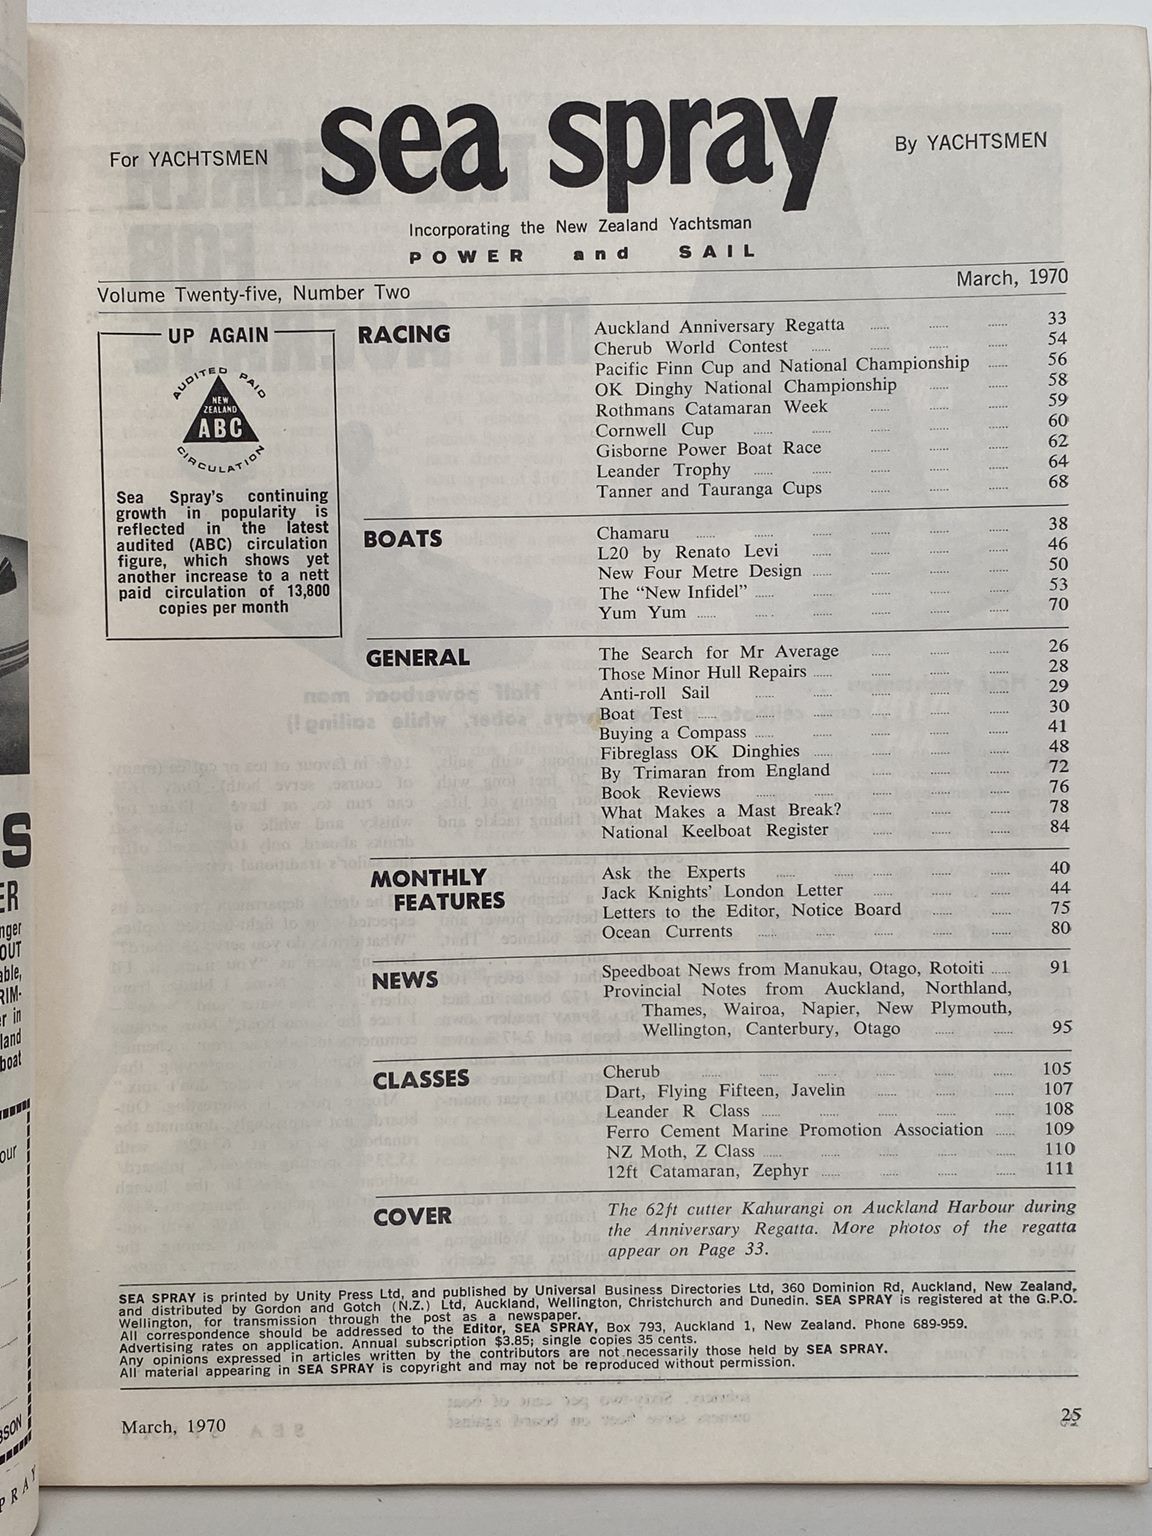 For YACHTSMEN
sea spray
By YACHTSMEN
Incorporating the New Zealand Yachtsman
POWER and SAIL
Volume Twenty-five, Number Two
March, 1970
UP AGAIN
AUDITED PAID
NEW
ZEALAND
ABC
CIRCULATION
Sea Spray's continuing
growth in popularity is
reflected in the latest
audited (ABC) circulation
figure, which shows yet
another increase to a nett
paid circulation of 13,800
copies per month
RACING
Auckland Anniversary Regatta ...... ...... ...... 33
Cherub World Contest ...... ...... ...... ...... 54
Pacific Finn Cup and National Championship ...... 56
OK Dinghy National Championship ...... ...... 58
Rothmans Catamaran Week ...... ...... ...... 59
Cornwell Cup ...... ...... ...... ...... ...... 60
Gisborne Power Boat Race ...... ...... ...... 62
Leander Trophy ...... ...... ...... ...... ...... 64
Tanner and Tauranga Cups ...... ...... ...... 68
BOATS
Chamaru ...... ...... ...... ...... ...... ...... 38
L20 by Renato Levi ...... ...... ...... ...... 46
New Four Metre Design ...... ...... ...... ...... 50
The "New Infidel" ...... ...... ...... ...... ...... 53
Yum Yum ...... ...... ...... ...... ...... ...... 70
GENERAL
The Search for Mr Average ...... ...... ...... 26
Those Minor Hull Repairs ...... ...... ...... ...... 28
Anti-roll Sail ...... ...... ...... ...... ...... 29
Boat Test ...... ...... ...... ...... ...... ...... 30
Buying a Compass ...... ...... ...... ...... ...... 41
Fibreglass OK Dinghies ...... ...... ...... ...... 48
By Trimaran from England ...... ...... ...... 72
Book Reviews ...... ...... ...... ...... ...... 76
What Makes a Mast Break? ...... ...... ...... 78
National Keelboat Register ...... ...... ...... 84
MONTHLY
FEATURES
Ask the Experts ...... ...... ...... ...... ...... 40
Jack Knights' London Letter ...... ...... ...... 44
Letters to the Editor, Notice Board ...... ...... 75
Ocean Currents ...... ...... ...... ...... ...... 80
NEWS
Speedboat News from Manukau, Otago, Rotoiti ...... 91
Provincial Notes from Auckland, Northland,
Thames, Wairoa, Napier, New Plymouth,
Wellington, Canterbury, Otago ...... ...... 95
CLASSES
Cherub ...... ...... ...... ...... ...... ...... 105
Dart, Flying Fifteen, Javelin ...... ...... ...... 107
Leander R Class ...... ...... ...... ...... ...... 108
Ferro Cement Marine Promotion Association ...... 109
NZ Moth, Z Class ...... ...... ...... ...... ...... 110
12ft Catamaran, Zephyr ...... ...... ...... ...... 111
COVER
The 62ft cutter Kahurangi on Auckland Harbour during
the Anniversary Regatta. More photos of the regatta
appear on Page 33.
SEA SPRAY is printed by Unity Press Ltd, and published by Universal Business Directories Ltd, 360 Dominion Rd, Auckland, New Zealand,
and distributed by Gordon and Gotch (N.Z.) Ltd, Auckland, Wellington, Christchurch and Dunedin. SEA SPRAY is registered at the G.P.O.
Wellington, for transmission through the post as a newspaper.
All correspondence should be addressed to the Editor, SEA SPRAY, Box 793, Auckland 1, New Zealand. Phone 689-959.
Advertising rates on application. Annual subscription $3.85; single copies 35 cents.
Any opinions expressed in articles written by the contributors are not necessarily those held by SEA SPRAY.
All material appearing in SEA SPRAY is copyright and may not be reproduced without permission.
March, 1970
25